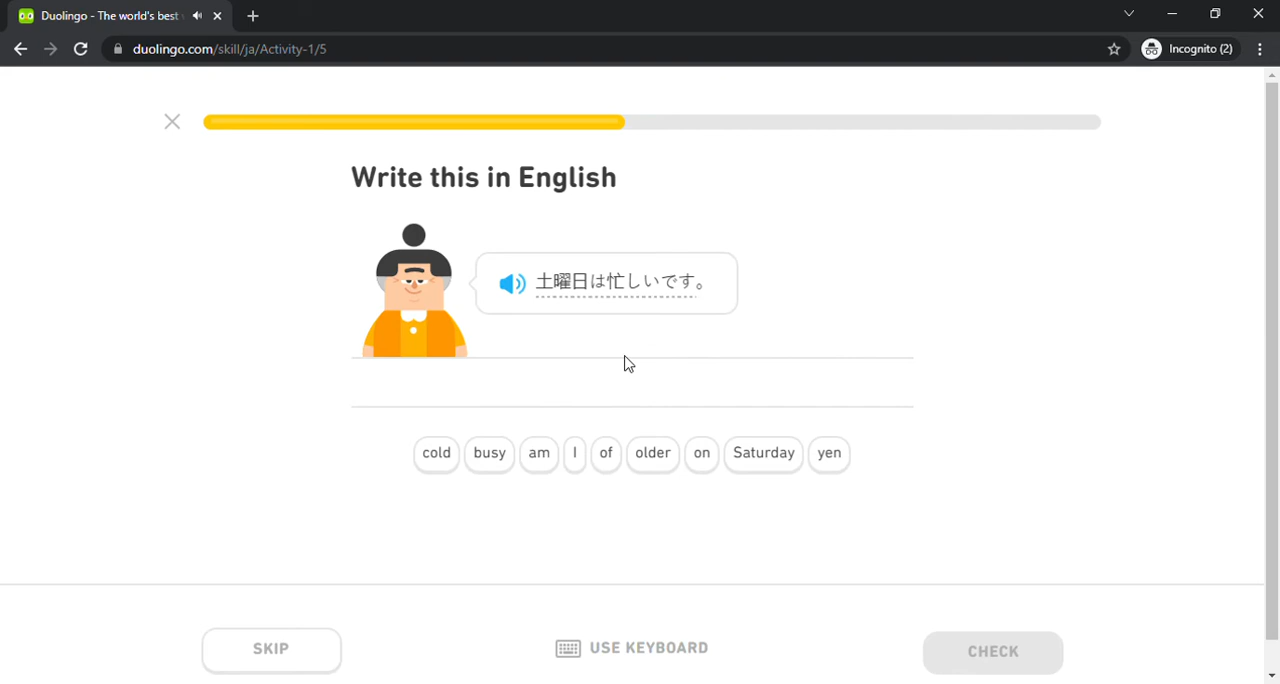 Duolingo - The world's best
duolingo.com/skill/ja/Activity-1/5
Incognito (2)
Write this in English
土曜日は忙しいです。
cold busy am I of older on Saturday yen
SKIP
USE KEYBOARD
CHECK